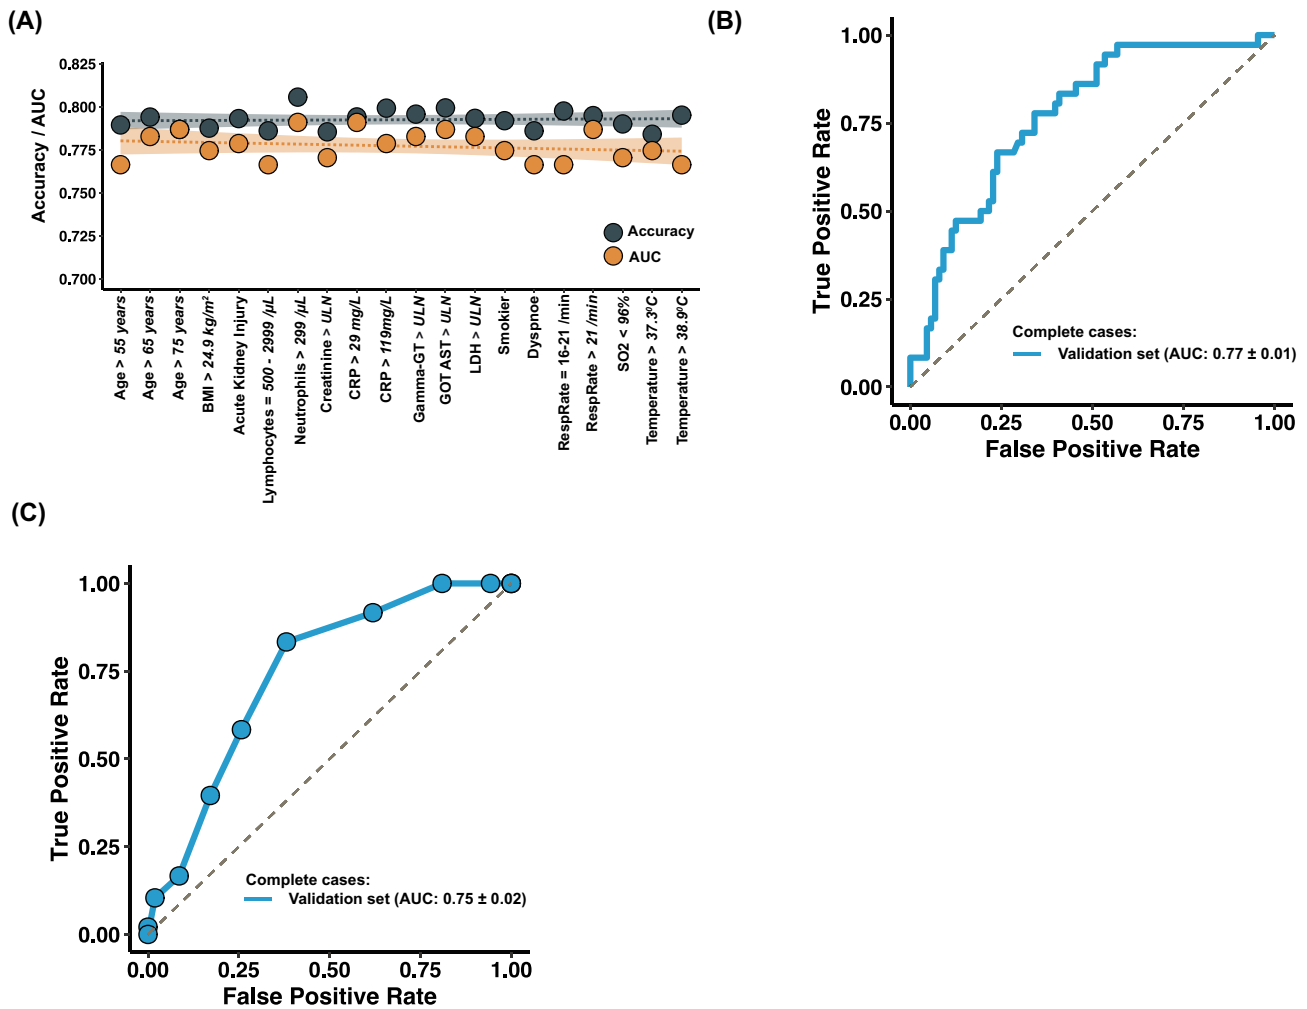 (A)
Accuracy / AUC
0.825
0.800
0.775
0.750
0.725
0.700
Accuracy
AUC
Age > 55 years
Age > 65 years
Age > 75 years
BMI > 24.9 kg/m²
Acute Kidney Injury
Lymphocytes = 500 - 2999 /µL
Neutrophils > 299 /µL
Creatinine > ULN
CRP > 29 mg/L
CRP > 119mg/L
Gamma-GT > ULN
GOT AST > ULN
LDH > ULN
Smokier
Dyspnoe
RespRate = 16-21 /min
RespRate > 21 /min
SO2 < 96%
Temperature > 37.3⁰C
Temperature > 38.9⁰C
(B)
True Positive Rate
1.00
0.75
0.50
0.25
0.00
Complete cases:
Validation set (AUC: 0.77 ± 0.01)
0.00 0.25 0.50 0.75 1.00
False Positive Rate
(C)
True Positive Rate
1.00
0.75
0.50
0.25
0.00
Complete cases:
Validation set (AUC: 0.75 ± 0.02)
0.00 0.25 0.50 0.75 1.00
False Positive Rate